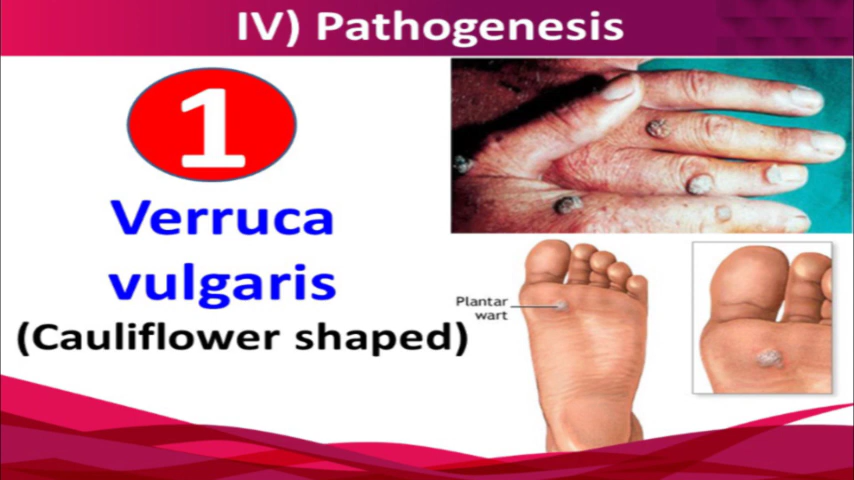 IV) Pathogenesis
1
Verruca
vulgaris
(Cauliflower shaped)
Plantar
wart